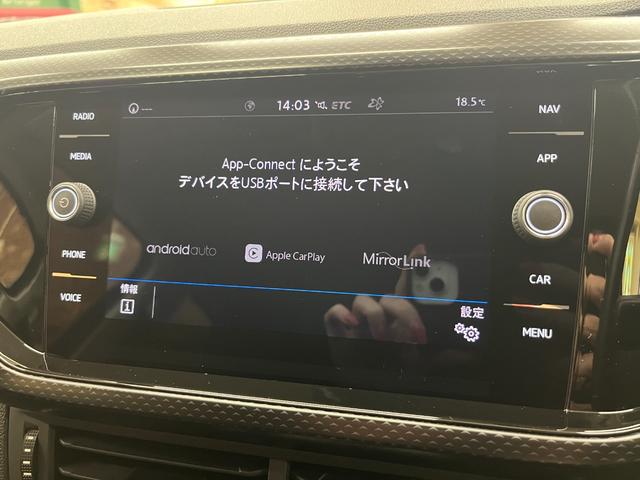 RADIO
MEDIA
PHONE
VOICE
14:03 ETC
18.5℃
App-Connect にようこそ
デバイスをUSBポートに接続して下さい
android auto
Apple CarPlay
MirrorLink
情報
設定
NAV
APP
CAR
MENU